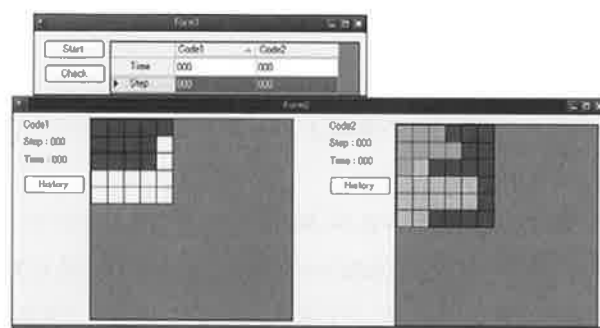 Form1
Start
Code1 Code2
Time 000 000
Check
Step 000 000
Form2
Code1
Step : 000
Time : 000
History
Code2
Step : 000
Time : 000
History